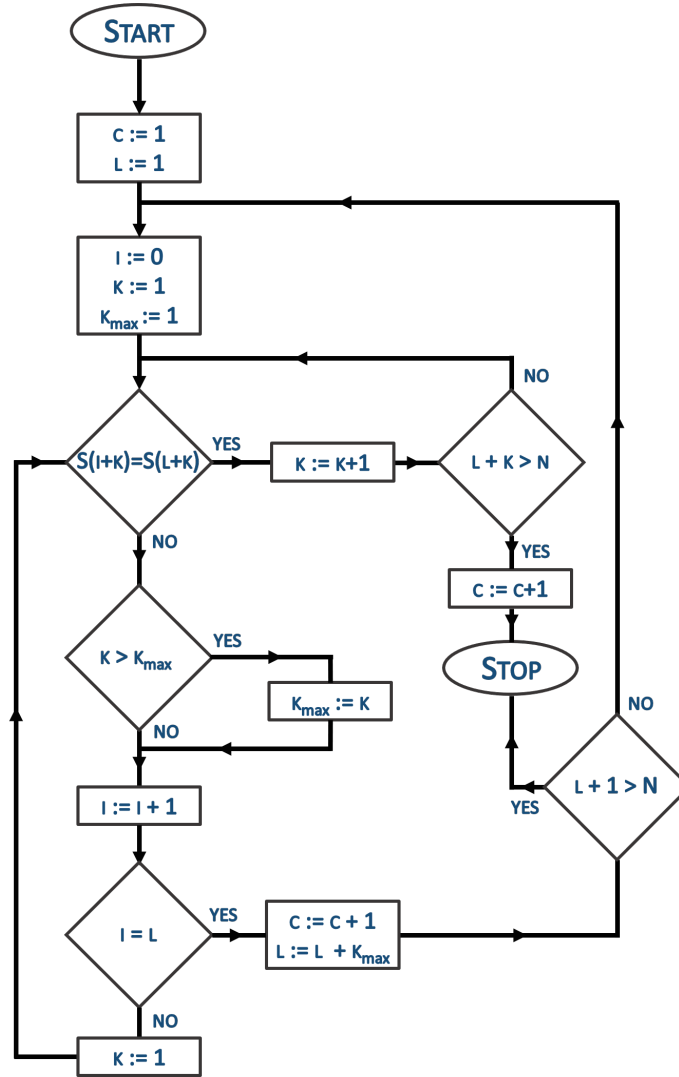 START
C := 1
L := 1
I := 0
K := 1
Kmax := 1
NO
S(I+K)=S(L+K)
YES
K := K+1
L + K > N
NO
YES
C := C+1
K > Kmax
YES
STOP
Kmax := K
NO
NO
I := I + 1
L + 1 > N
YES
I = L
YES
C := C + 1
L := L + Kmax
NO
K := 1